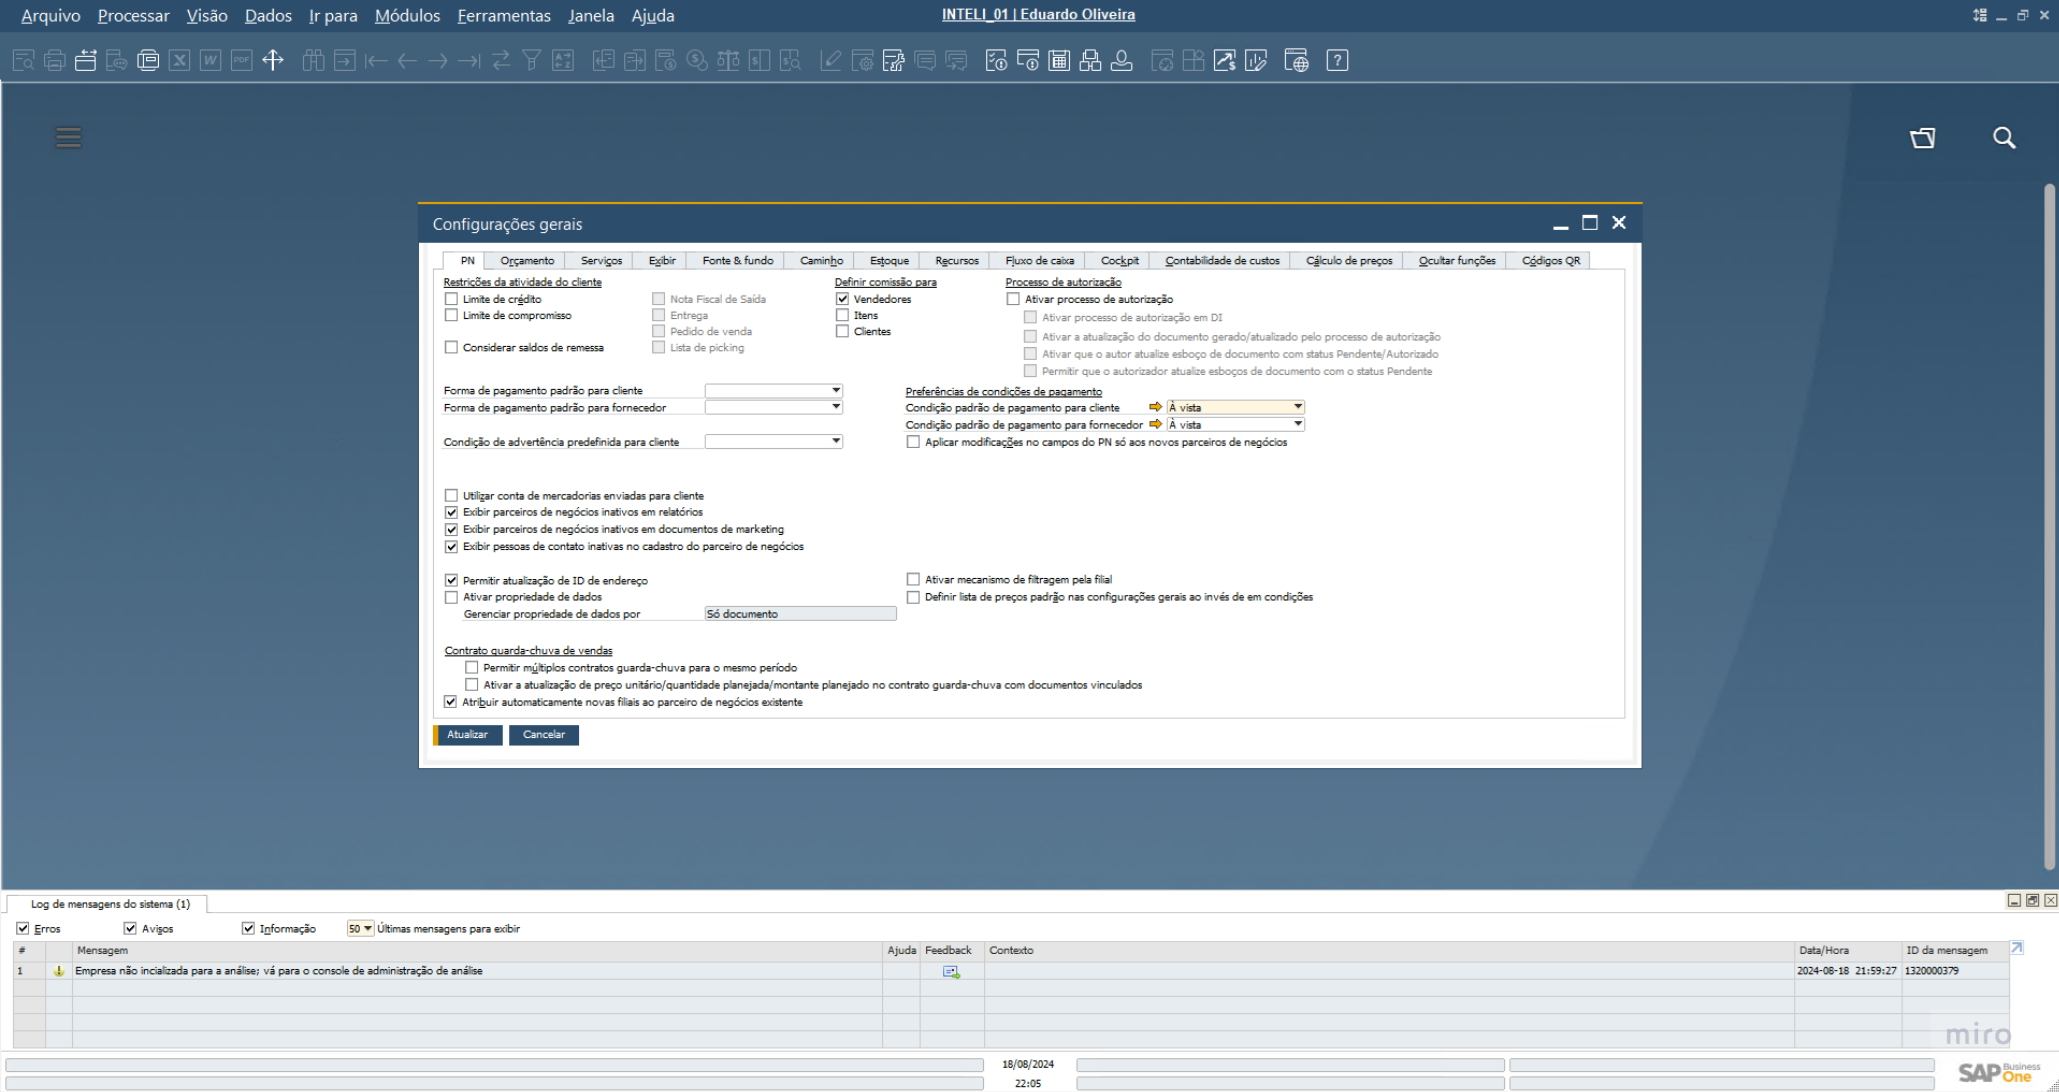 Arquivo Processar Visão Dados Ir para Módulos Ferramentas Janela Ajuda
INTELI_01 | Eduardo Oliveira
Configurações gerais
PN Orçamento Serviços Exibir Fonte & fundo Caminho Estoque Recursos Fluxo de caixa Cockpit Contabilidade de custos Cálculo de preços Ocultar funções Códigos QR
Restrições da atividade do cliente
Limite de crédito
Limite de compromisso
Considerar saldos de remessa
Nota Fiscal de Saída
Entrega
Pedido de venda
Lista de picking
Definir comissão para
Vendedores
Itens
Clientes
Processo de autorização
Ativar processo de autorização
Ativar processo de autorização em DI
Ativar a atualização do documento gerado/atualizado pelo processo de autorização
Ativar que o autor atualize esboço de documento com status Pendente/Autorizado
Permitir que o autorizador atualize esboços de documento com o status Pendente
Forma de pagamento padrão para cliente
Forma de pagamento padrão para fornecedor
Condição de advertência predefinida para cliente
Preferências de condições de pagamento
Condição padrão de pagamento para cliente À vista
Condição padrão de pagamento para fornecedor À vista
Aplicar modificações no campos do PN só aos novos parceiros de negócios
Utilizar conta de mercadorias enviadas para cliente
Exibir parceiros de negócios inativos em relatórios
Exibir parceiros de negócios inativos em documentos de marketing
Exibir pessoas de contato inativas no cadastro do parceiro de negócios
Permitir atualização de ID de endereço
Ativar propriedade de dados
Gerenciar propriedade de dados por Só documento
Ativar mecanismo de filtragem pela filial
Definir lista de preços padrão nas configurações gerais ao invés de em condições
Contrato guarda-chuva de vendas
Permitir múltiplos contratos guarda-chuva para o mesmo período
Ativar a atualização de preço unitário/quantidade planejada/montante planejado no contrato guarda-chuva com documentos vinculados
Atribuir automaticamente novas filiais ao parceiro de negócios existente
Atualizar Cancelar
Log de mensagens do sistema (1)
Erros Avisos Informação 50 Últimas mensagens para exibir
# Mensagem Ajuda Feedback Contexto Data/Hora ID da mensagem
1 Empresa não incializada para a análise; vá para o console de administração de análise 2024-08-18 21:59:27 1320000379
miro
18/08/2024
22:05
SAP Business One